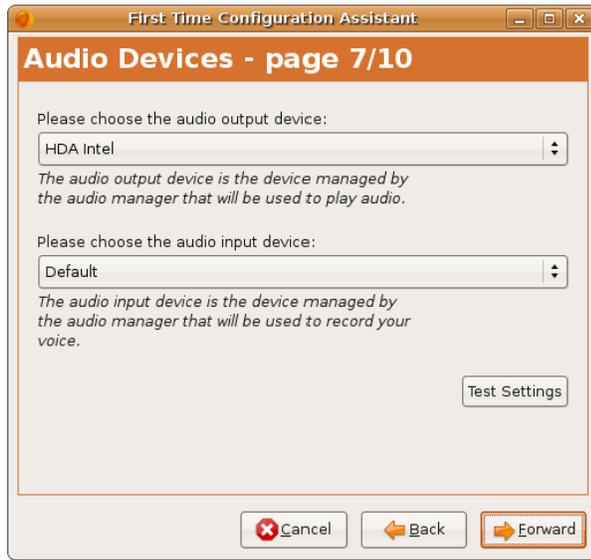 First Time Configuration Assistant
Audio Devices - page 7/10
Please choose the audio output device:
HDA Intel
The audio output device is the device managed by
the audio manager that will be used to play audio.
Please choose the audio input device:
Default
The audio input device is the device managed by
the audio manager that will be used to record your
voice.
Test Settings
Cancel
Back
Forward